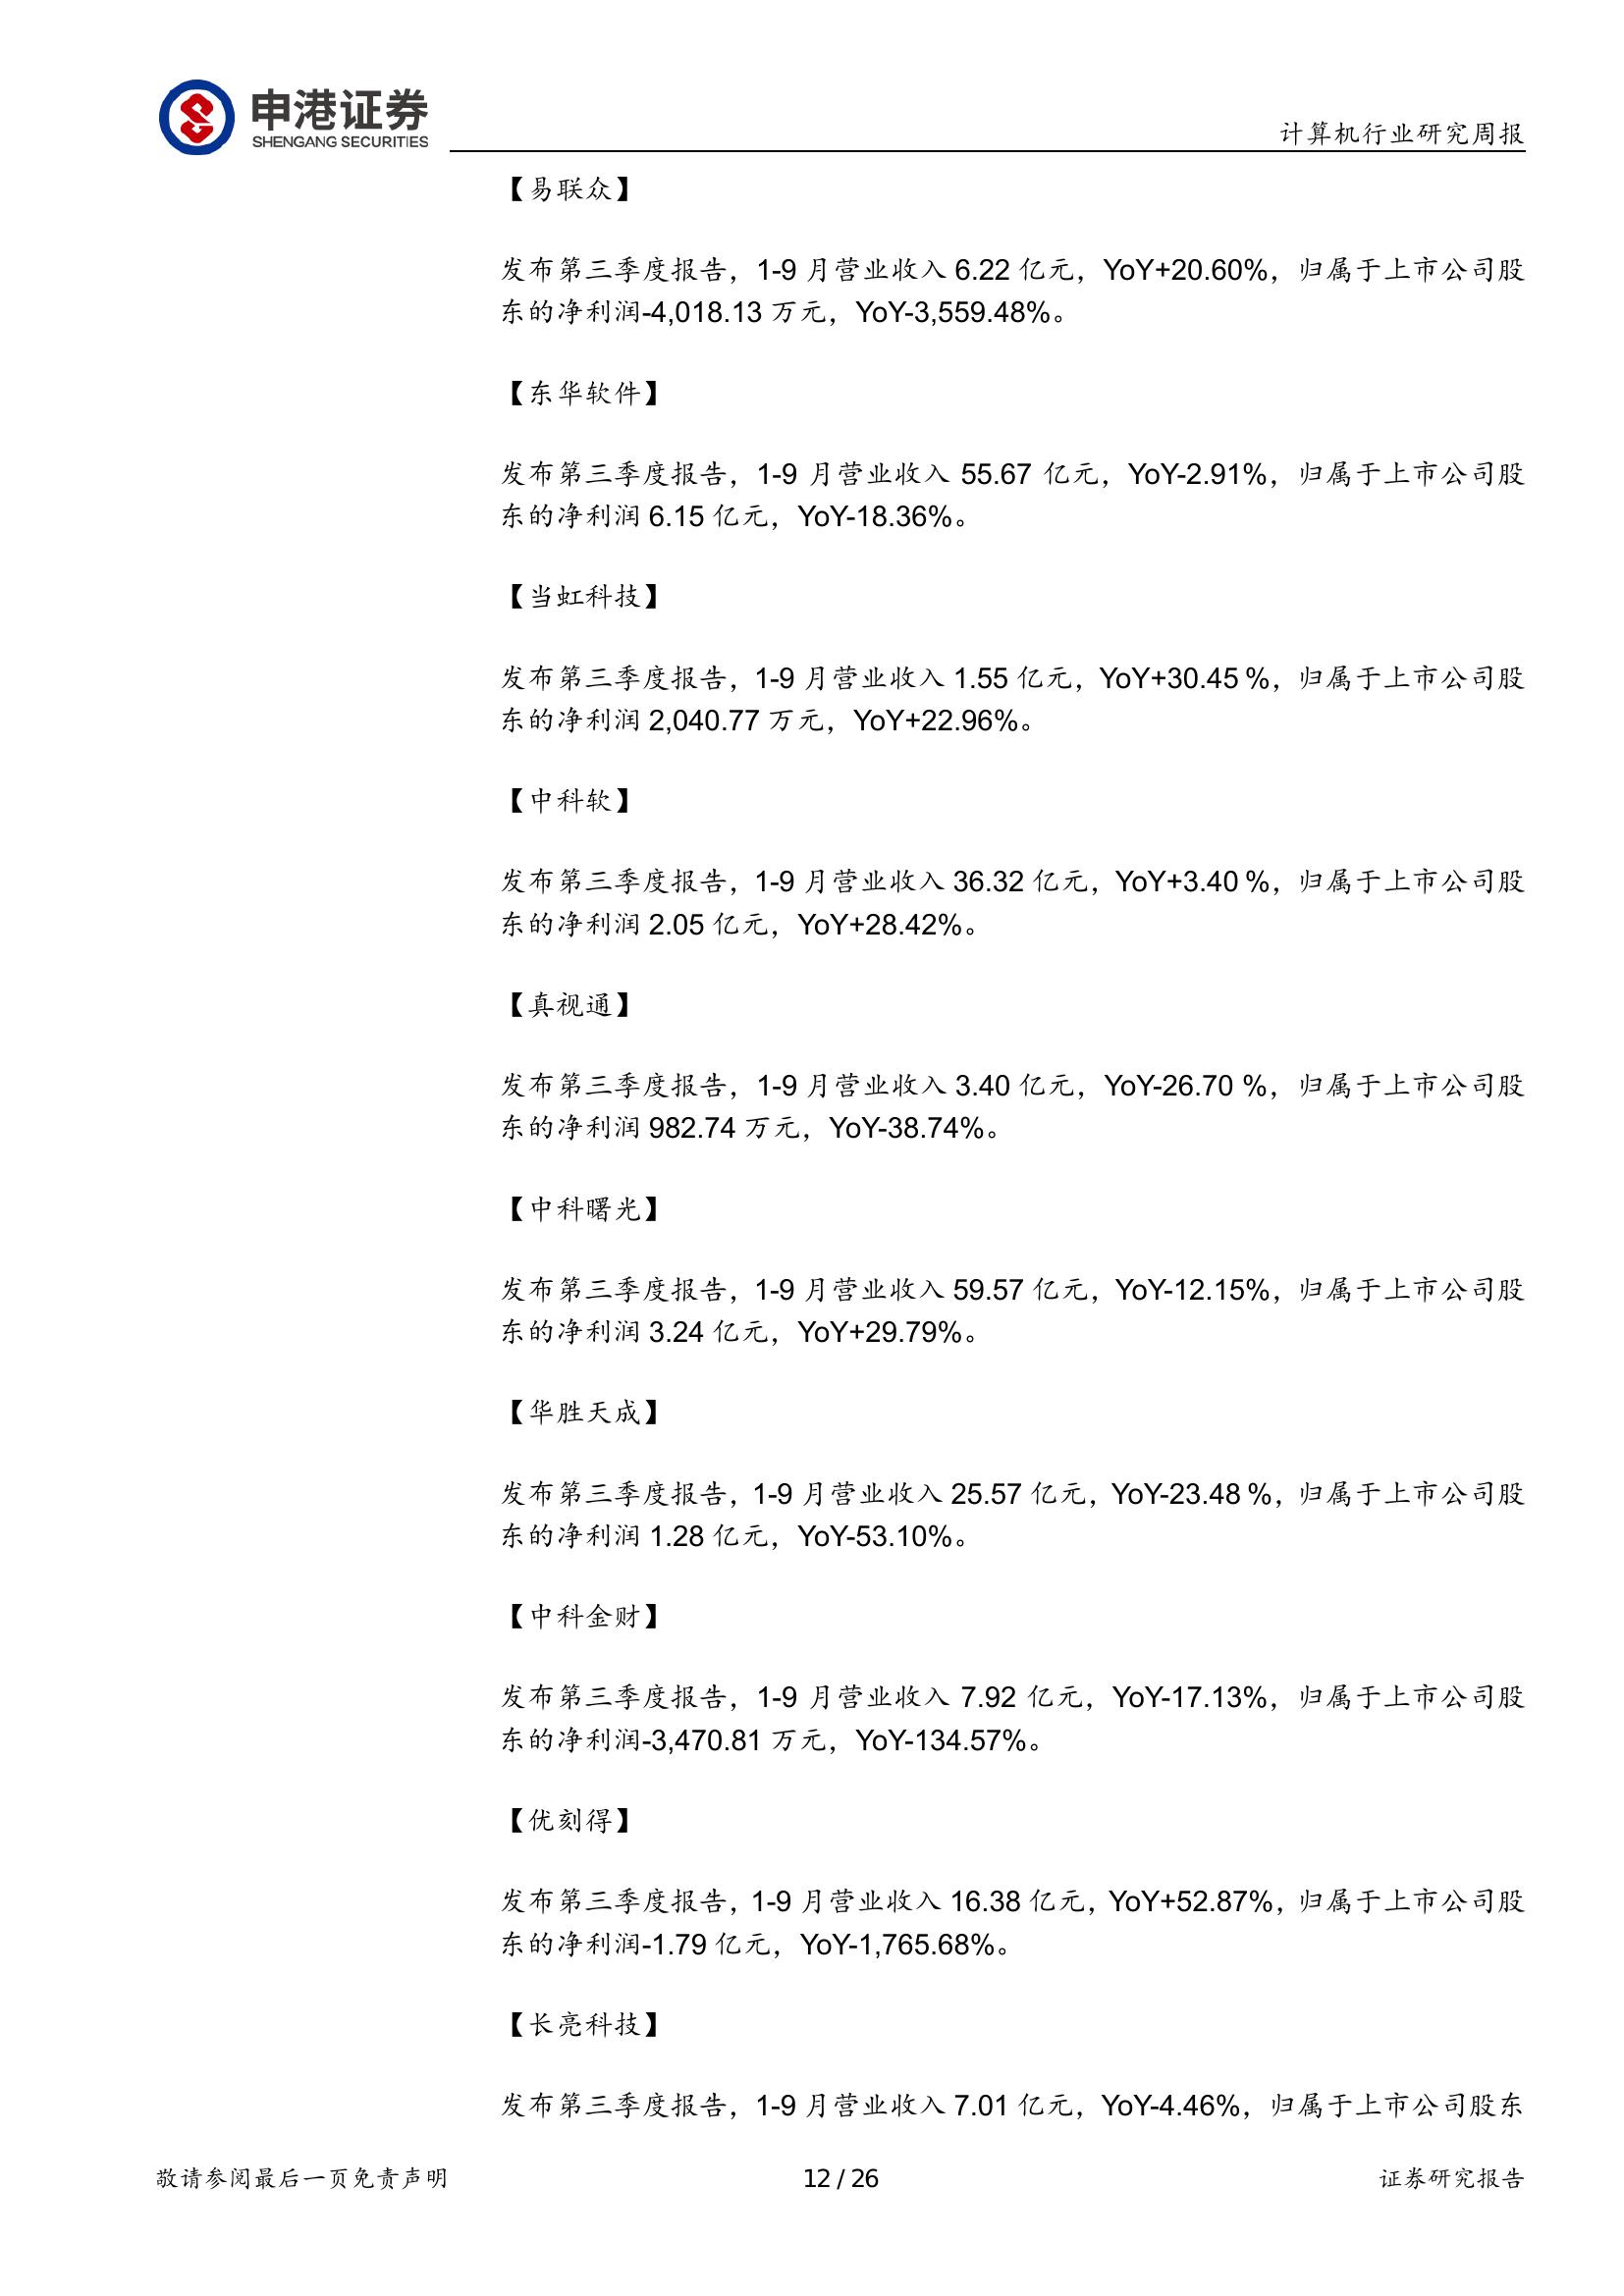 申港证券
SHENGANG SECURITIES
计算机行业研究周报
【易联众】
发布第三季度报告，1-9 月营业收入 6.22 亿元，YoY+20.60%，归属于上市公司股
东的净利润-4,018.13 万元，YoY-3,559.48%。
【东华软件】
发布第三季度报告，1-9 月营业收入 55.67 亿元，YoY-2.91%，归属于上市公司股
东的净利润 6.15 亿元，YoY-18.36%。
【当虹科技】
发布第三季度报告，1-9 月营业收入 1.55 亿元，YoY+30.45 %，归属于上市公司股
东的净利润 2,040.77 万元，YoY+22.96%。
【中科软】
发布第三季度报告，1-9 月营业收入 36.32 亿元，YoY+3.40 %，归属于上市公司股
东的净利润 2.05 亿元，YoY+28.42%。
【真视通】
发布第三季度报告，1-9 月营业收入 3.40 亿元，YoY-26.70 %，归属于上市公司股
东的净利润 982.74 万元，YoY-38.74%。
【中科曙光】
发布第三季度报告，1-9 月营业收入 59.57 亿元，YoY-12.15%，归属于上市公司股
东的净利润 3.24 亿元，YoY+29.79%。
【华胜天成】
发布第三季度报告，1-9 月营业收入 25.57 亿元，YoY-23.48 %，归属于上市公司股
东的净利润 1.28 亿元，YoY-53.10%。
【中科金财】
发布第三季度报告，1-9 月营业收入 7.92 亿元，YoY-17.13%，归属于上市公司股
东的净利润-3,470.81 万元，YoY-134.57%。
【优刻得】
发布第三季度报告，1-9 月营业收入 16.38 亿元，YoY+52.87%，归属于上市公司股
东的净利润-1.79 亿元，YoY-1,765.68%。
【长亮科技】
发布第三季度报告，1-9 月营业收入 7.01 亿元，YoY-4.46%，归属于上市公司股东
敬请参阅最后一页免责声明
12 / 26
证券研究报告